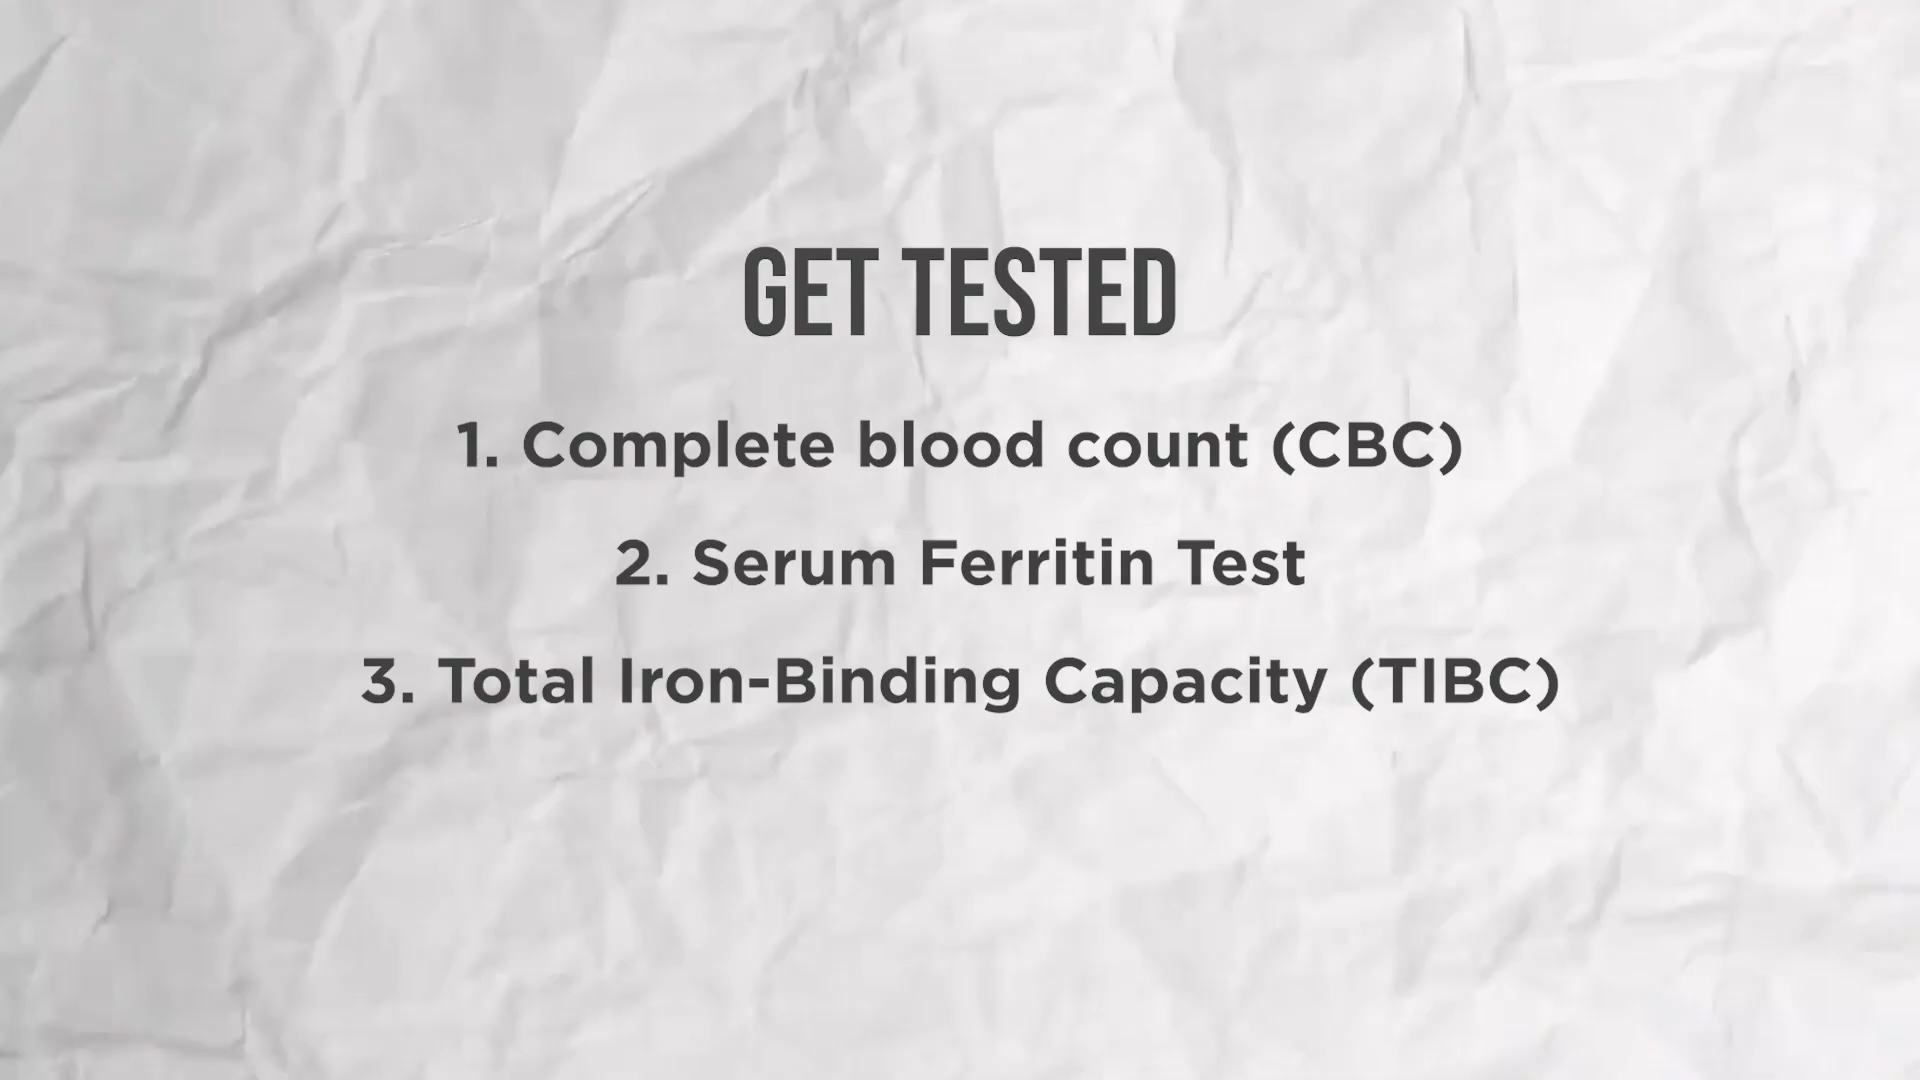 GET TESTED
1. Complete blood count (CBC)
2. Serum Ferritin Test
3. Total Iron-Binding Capacity (TIBC)